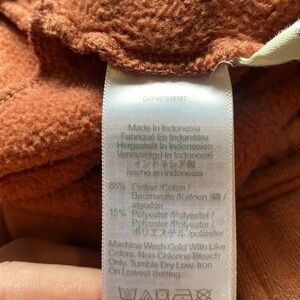 Made In Indonesia
Fabriqué En Indonésie
Hergestellt In Indonesien
Vervaardigd In Indonesië
インドネシア製
hecho en indonesia
85% Cotton /Coton /
Baumwolle /Katoen /綿 /
algodón
15% Polyester /Polyester /
Polyester /Polyester /
ポリエステル /poliéster
Machine Wash Cold With Like
Colors. Non-Chlorine Bleach
Only. Tumble Dry Low. Iron
On Lowest Setting.